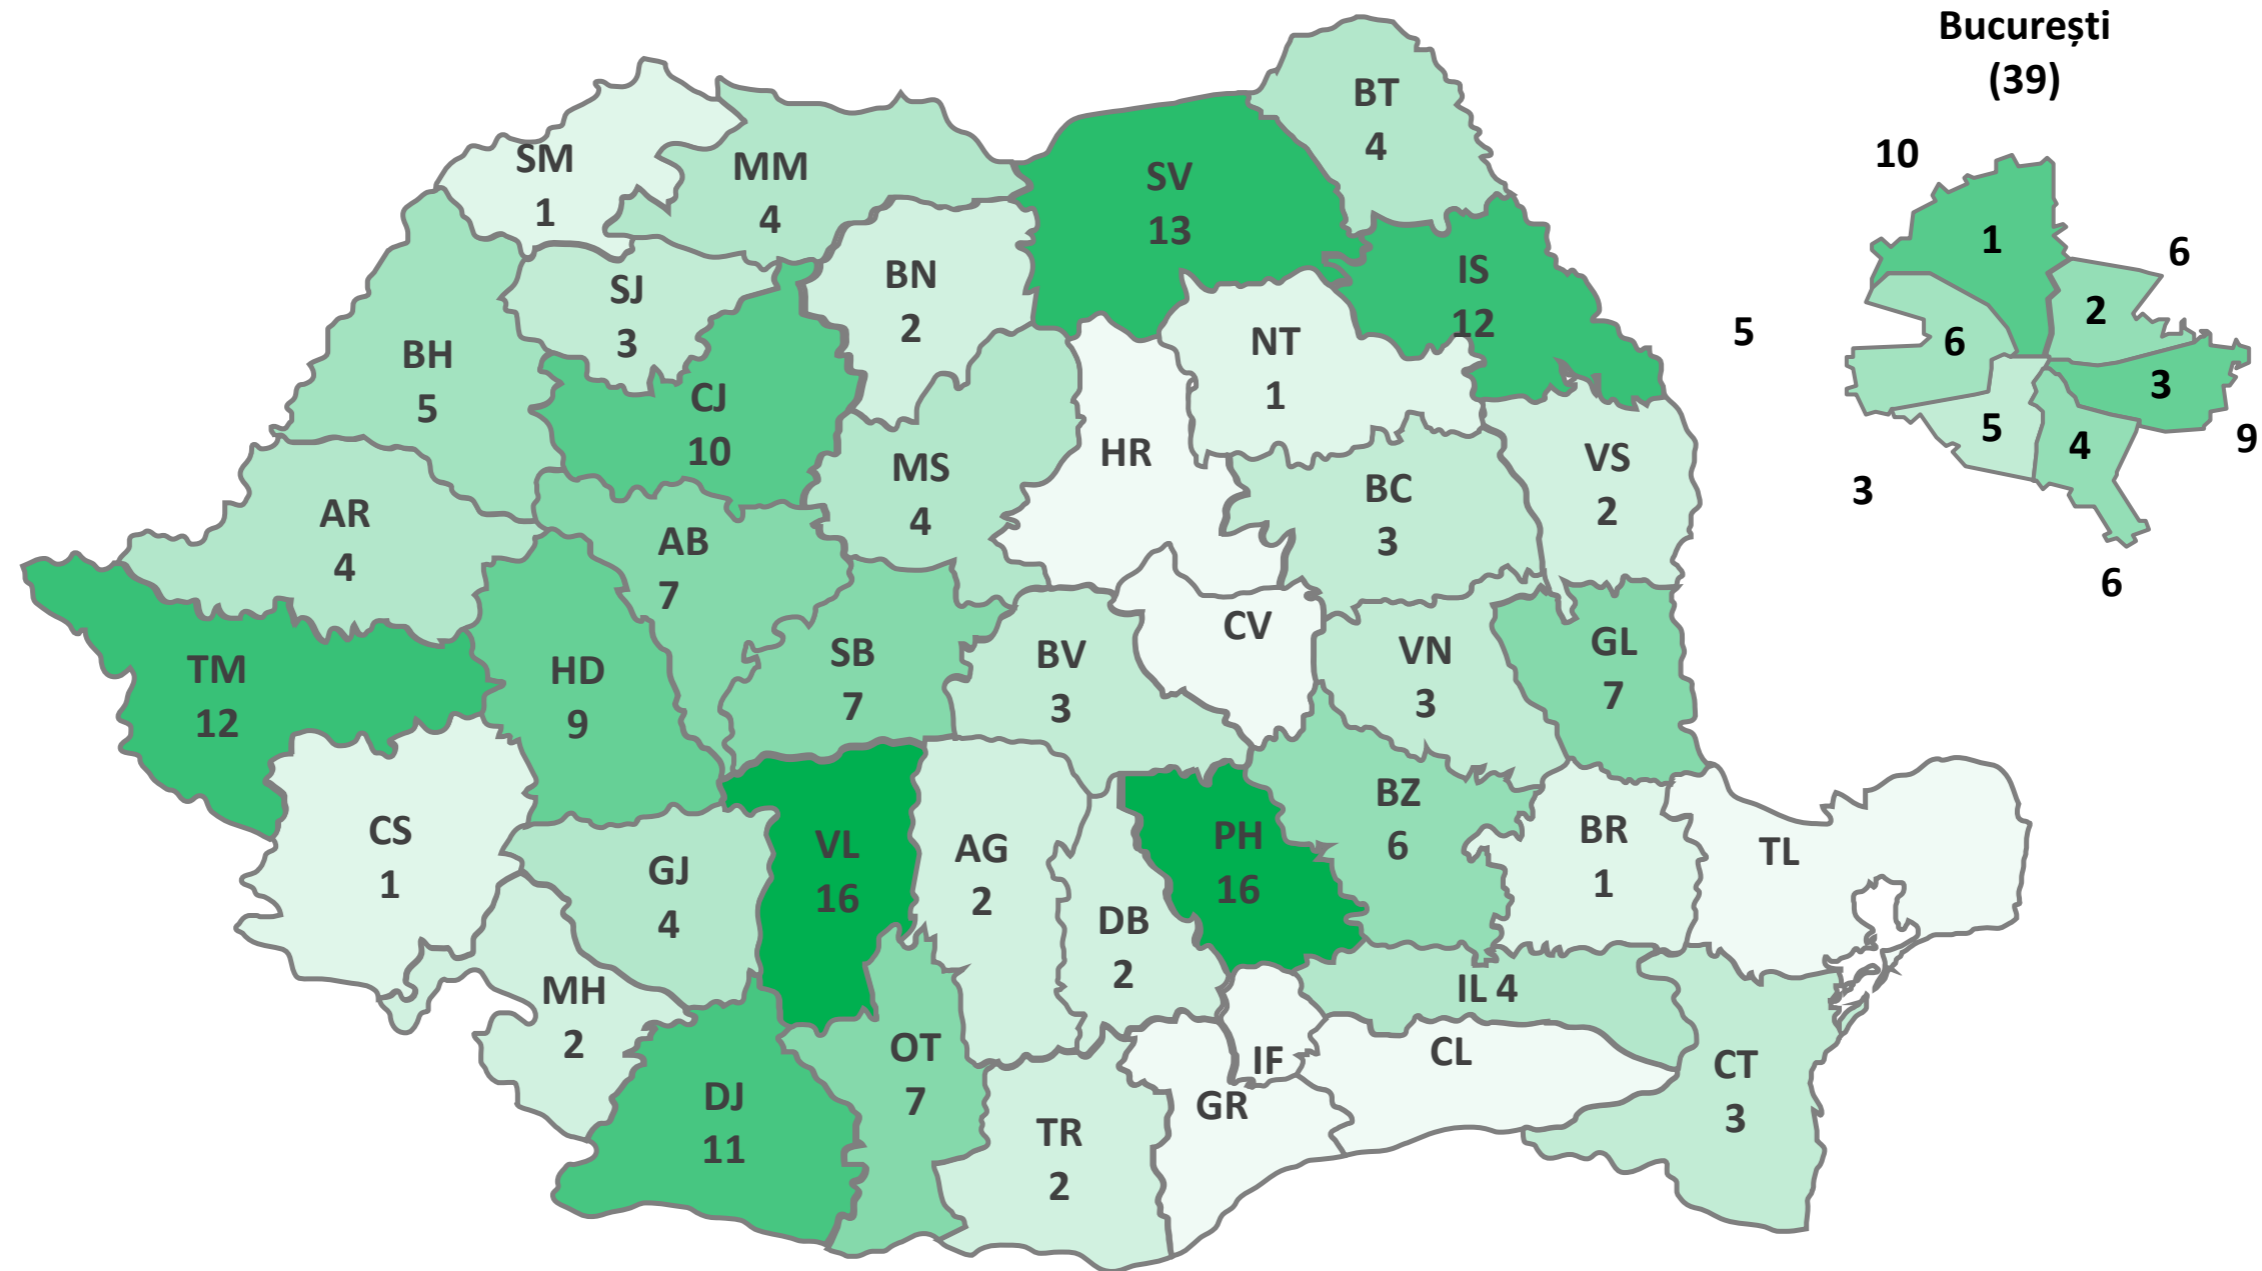 București
(39)
10
1
6
2
5
6
3
9
5
4
3
6
BT
4
SM
1
MM
4
SV
13
BN
2
IS
12
SJ
3
NT
1
BH
5
CJ
10
HR
MS
4
BC
3
VS
2
AR
4
AB
7
CV
TM
12
HD
9
SB
7
BV
3
VN
3
GL
7
CS
1
GJ
4
VL
16
AG
2
DB
2
PH
16
BZ
6
BR
1
TL
MH
2
IL 4
OT
7
IF
CL
CT
3
DJ
11
TR
2
GR